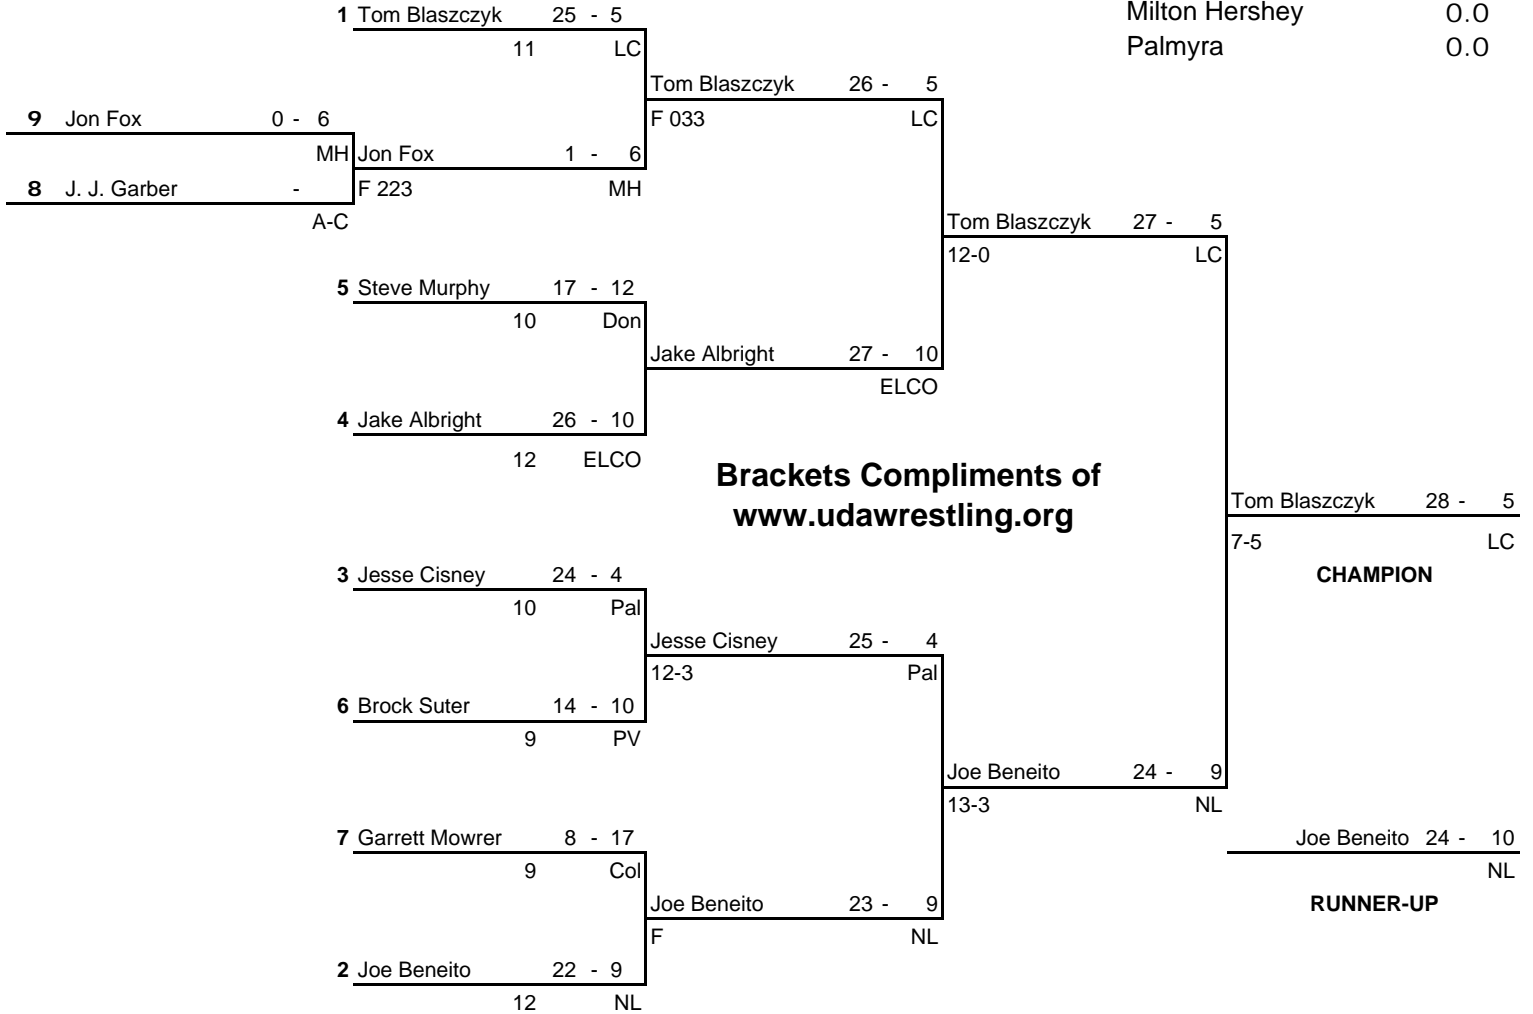 Milton Hershey 0.0
1 Tom Blaszczyk 25 - 5
11 LC
Palmyra 0.0
Tom Blaszczyk 26 - 5
9 Jon Fox 0 - 6
F 033 LC
MH Jon Fox 1 - 6
8 J. J. Garber -
F 223 MH
A-C
Tom Blaszczyk 27 - 5
12-0 LC
5 Steve Murphy 17 - 12
10 Don
Jake Albright 27 - 10
ELCO
4 Jake Albright 26 - 10
12 ELCO
Brackets Compliments of
www.udawrestling.org
Tom Blaszczyk 28 - 5
7-5 LC
CHAMPION
3 Jesse Cisney 24 - 4
10 Pal
Jesse Cisney 25 - 4
12-3 Pal
6 Brock Suter 14 - 10
9 PV
Joe Beneito 24 - 9
13-3 NL
7 Garrett Mowrer 8 - 17
9 Col
Joe Beneito 24 - 10
NL
RUNNER-UP
Joe Beneito 23 - 9
F NL
2 Joe Beneito 22 - 9
12 NL